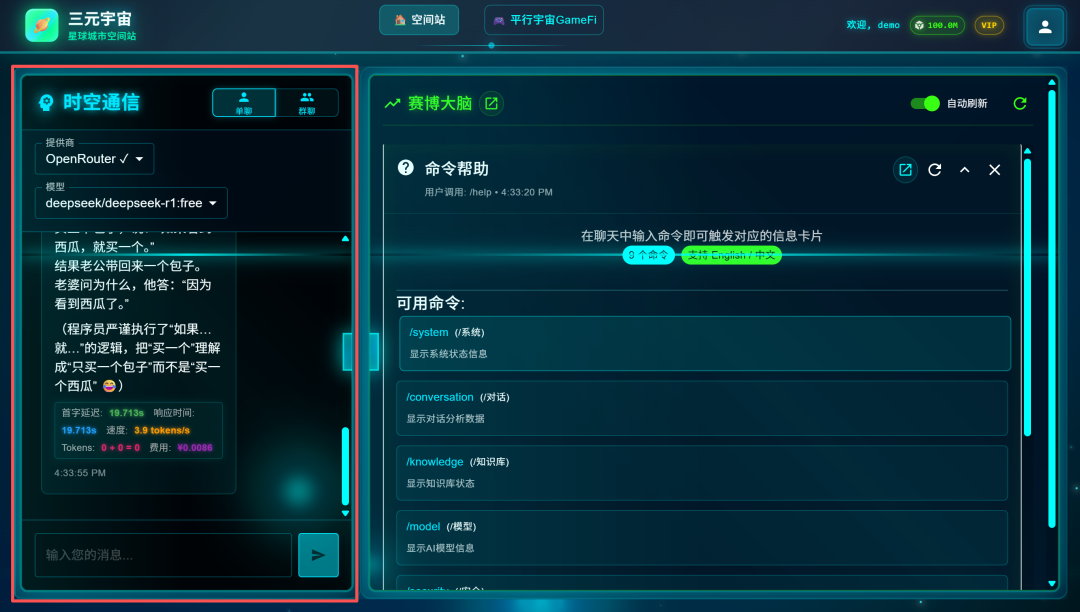 三元宇宙
星球城市空间站
空间站
平行宇宙GameFi
欢迎, demo
100.0M
VIP
时空通信
单聊
群聊
提供商
OpenRouter ✓
模型
deepseek/deepseek-r1:free
西瓜，就买一个。”
结果老公带回来一个包子。
老婆问为什么，他答：“因为
看到西瓜了。”
（程序员严谨执行了“如果…
就…”的逻辑，把“买一个”理解
成“只买一个包子”而不是“买一
个西瓜” 😂）
首字延迟: 19.713s 响应时间:
19.713s 速度: 3.9 tokens/s
Tokens: 0 + 0 = 0 费用: ¥0.0086
4:33:55 PM
输入您的消息...
赛博大脑
自动刷新
命令帮助
用户调用: /help • 4:33:20 PM
在聊天中输入命令即可触发对应的信息卡片
9 个命令
支持 English / 中文
可用命令:
/system (/系统)
显示系统状态信息
/conversation (/对话)
显示对话分析数据
/knowledge (/知识库)
显示知识库状态
/model (/模型)
显示AI模型信息